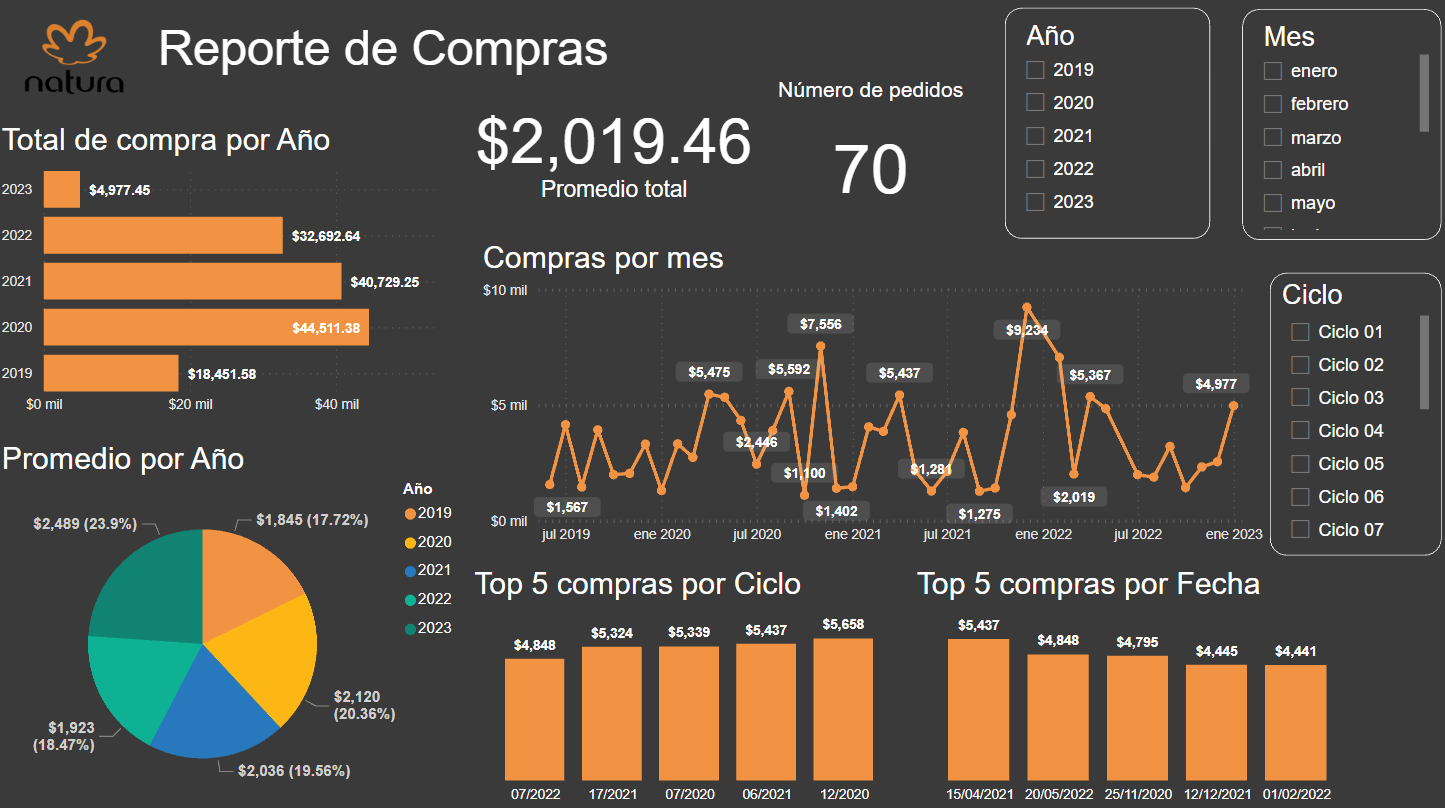 natura
Reporte de Compras
Total de compra por Año
2023
$4,977.45
2022
$32,692.64
2021
$40,729.25
2020
$44,511.38
2019
$18,451.58
$0 mil
$20 mil
$40 mil
$2,019.46
Promedio total
Número de pedidos
70
Año
2019
2020
2021
2022
2023
Mes
enero
febrero
marzo
abril
mayo
Compras por mes
$10 mil
$5 mil
$0 mil
$1,567
$5,475
$2,446
$5,592
$1,100
$7,556
$1,402
$5,437
$1,281
$1,275
$9,234
$2,019
$5,367
$4,977
jul 2019
ene 2020
jul 2020
ene 2021
jul 2021
ene 2022
jul 2022
ene 2023
Ciclo
Ciclo 01
Ciclo 02
Ciclo 03
Ciclo 04
Ciclo 05
Ciclo 06
Ciclo 07
Promedio por Año
$2,489 (23.9%)
$1,845 (17.72%)
$2,120
(20.36%)
$2,036 (19.56%)
$1,923
(18.47%)
Año
2019
2020
2021
2022
2023
Top 5 compras por Ciclo
$4,848
$5,324
$5,339
$5,437
$5,658
07/2022
17/2021
07/2020
06/2021
12/2020
Top 5 compras por Fecha
$5,437
$4,848
$4,795
$4,445
$4,441
15/04/2021
20/05/2022
25/11/2020
12/12/2021
01/02/2022